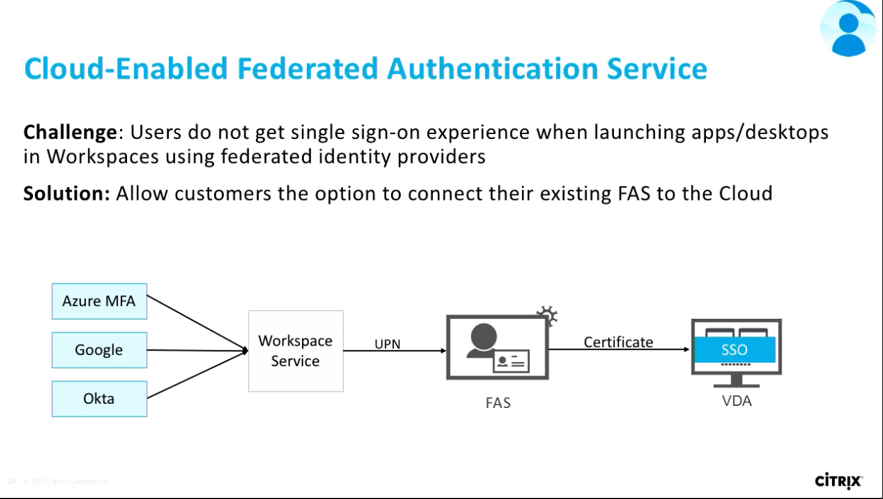 Cloud-Enabled Federated Authentication Service
Challenge: Users do not get single sign-on experience when launching apps/desktops
in Workspaces using federated identity providers
Solution: Allow customers the option to connect their existing FAS to the Cloud
Azure MFA
Google
Okta
Workspace
Service
UPN
FAS
Certificate
SSO
VDA
CITRIX